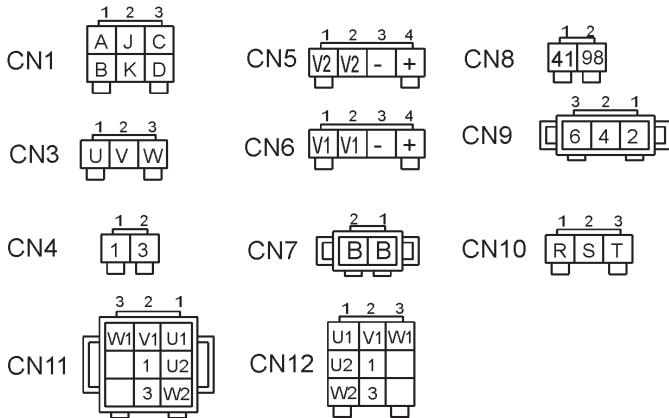 1 2 3
CN1
A J C
B K D
1 2 3 4
CN5
V2 V2 - +
1 2
CN8
41 98
1 2 3
CN3
U V W
1 2 3 4
CN6
V1 V1 - +
3 2 1
CN9
6 4 2
1 2
CN4
1 3
2 1
CN7
B B
1 2 3
CN10
R S T
3 2 1
CN11
W1 V1 U1
1 U2
3 W2
1 2 3
CN12
U1 V1 W1
U2 1
W2 3